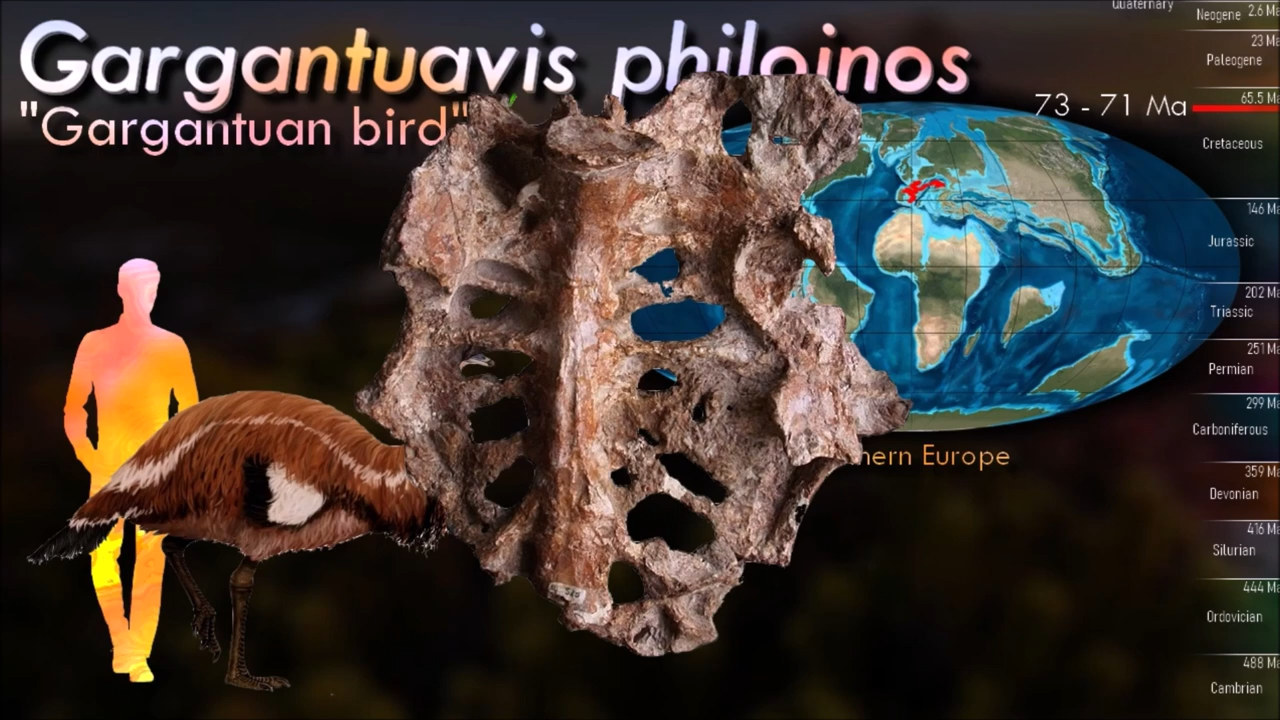 Gargantuavis philoinos
"Gargantuan bird"
73 - 71 Ma
hern Europe
Quaternary
2.6 Ma
Neogene
23 Ma
Paleogene
65.5 Ma
Cretaceous
146 Ma
Jurassic
202 Ma
Triassic
251 Ma
Permian
299 Ma
Carboniferous
359 Ma
Devonian
416 Ma
Silurian
444 Ma
Ordovician
488 Ma
Cambrian